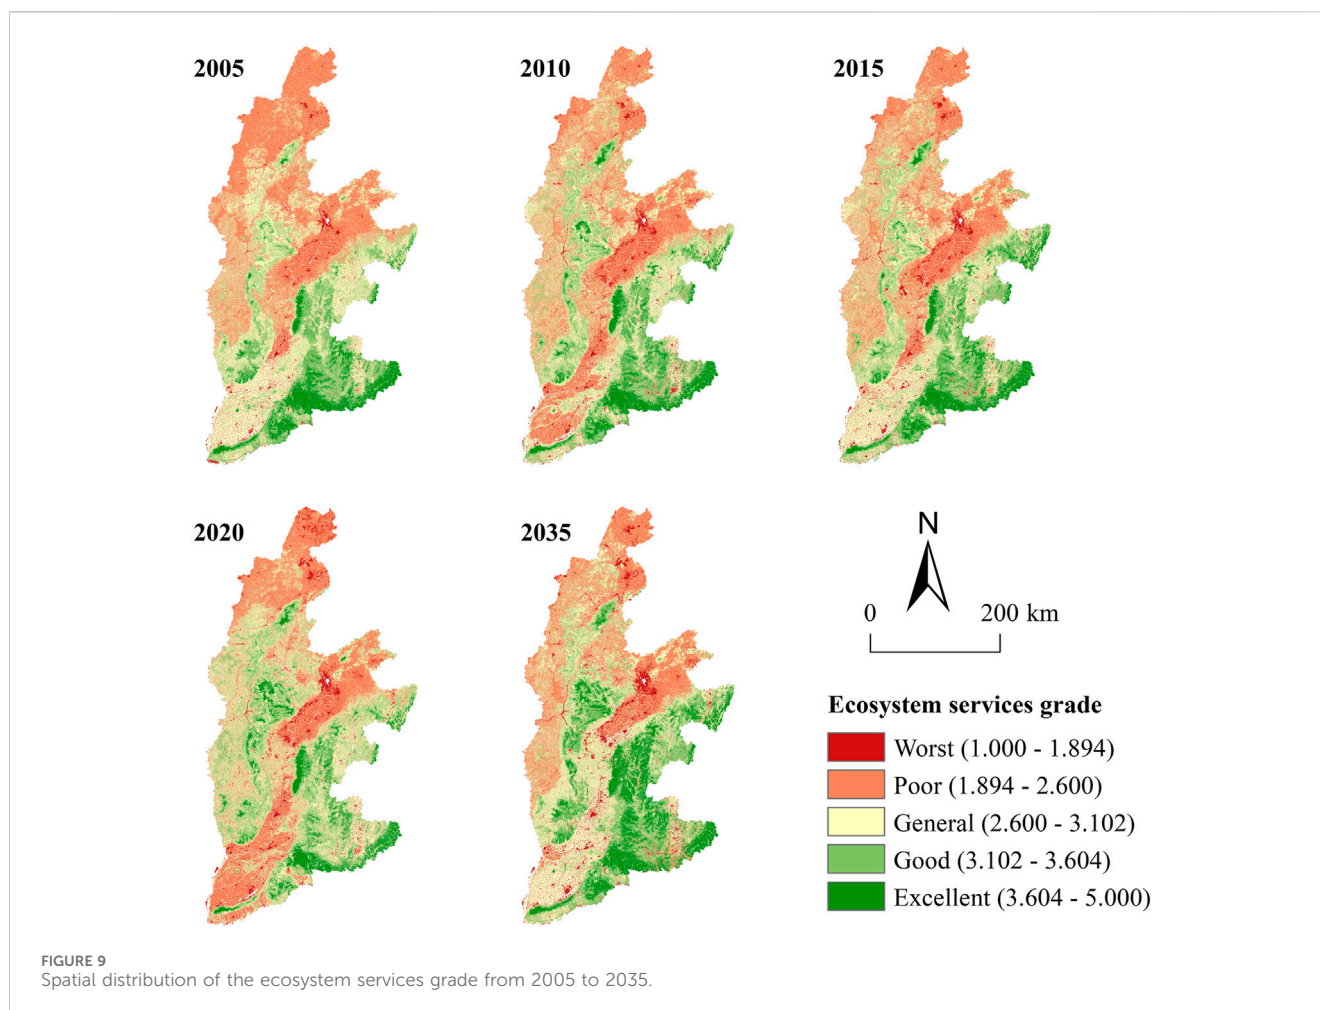 2005
2010
2015
2020
2035
N
0 200 km
Ecosystem services grade
Worst (1.000 - 1.894)
Poor (1.894 - 2.600)
General (2.600 - 3.102)
Good (3.102 - 3.604)
Excellent (3.604 - 5.000)
FIGURE 9
Spatial distribution of the ecosystem services grade from 2005 to 2035.